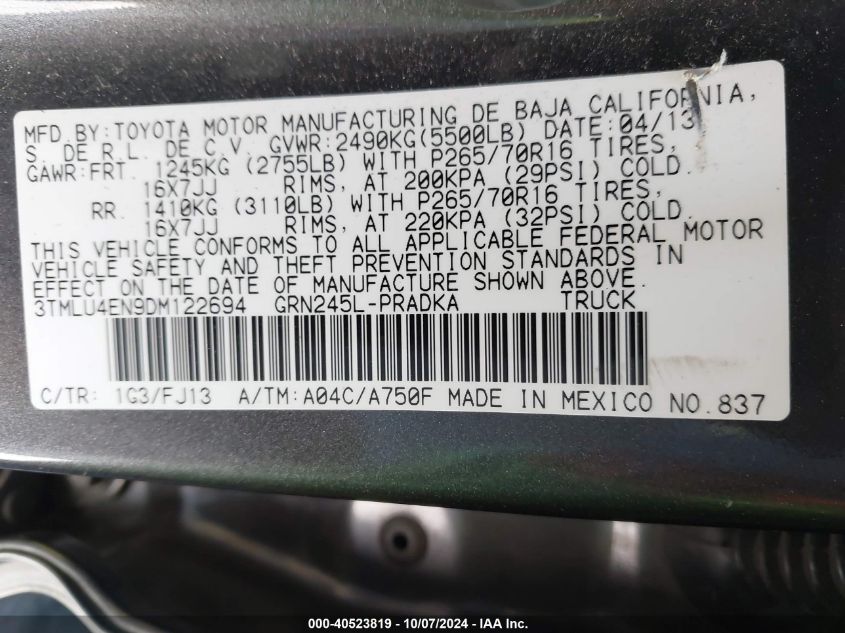 MFD. BY: TOYOTA MOTOR MANUFACTURING DE BAJA CALIFORNIA,
S. DE R.L. DE C.V. GVWR:2490KG(5500LB) DATE:04/13
GAWR:FRT. 1245KG (2755LB) WITH P265/70R16 TIRES,
16X7JJ RIMS, AT 200KPA (29PSI) COLD.
RR. 1410KG (3110LB) WITH P265/70R16 TIRES,
16X7JJ RIMS, AT 220KPA (32PSI) COLD.
THIS VEHICLE CONFORMS TO ALL APPLICABLE FEDERAL MOTOR
VEHICLE SAFETY AND THEFT PREVENTION STANDARDS IN
EFFECT ON THE DATE OF MANUFACTURE SHOWN ABOVE.
3TMLU4EN9DM122694 GRN245L-PRADKA TRUCK
C/TR: 1G3/FJ13 A/TM:A04C/A750F MADE IN MEXICO NO.837
000-40523819 - 10/07/2024 - IAA Inc.